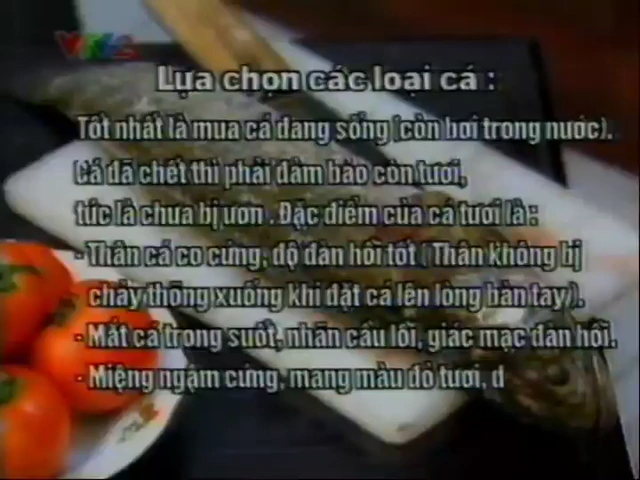 VTV2
Lựa chọn các loại cá :
Tốt nhất là mua cá đang sống (còn bơi trong nước).
Cá đã chết thì phải đảm bảo còn tươi,
tức là chưa bị ươn . Đặc điểm của cá tươi là :
- Thân cá co cứng, độ đàn hồi tốt ( Thân không bị
chảy thõng xuống khi đặt cá lên lòng bàn tay).
- Mắt cá trong suốt, nhãn cầu lồi, giác mạc đàn hồi.
- Miệng ngậm cứng, mang màu đỏ tươi, d